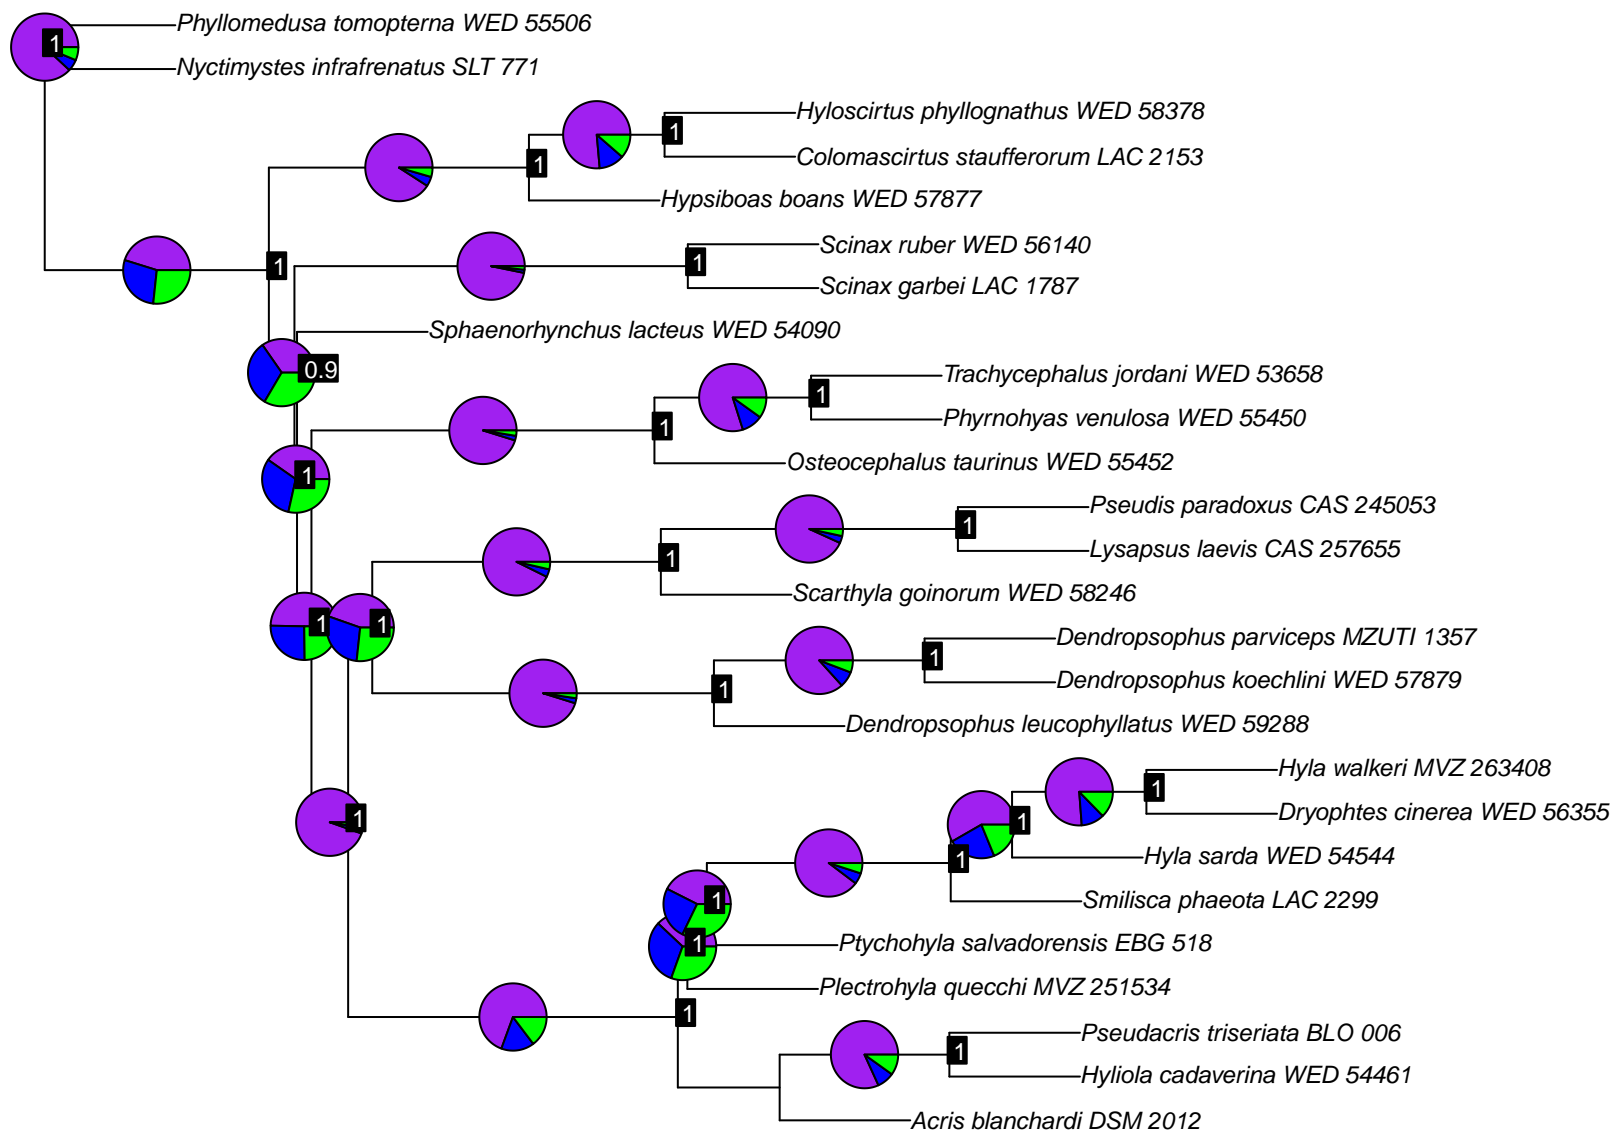 Phyllomedusa tomopterna WED 55506
1
Nyctimystes infrafrenatus SLT 771
Hyloscirtus phyllognathus WED 58378
1
Colomascirtus staufferorum LAC 2153
1
Hypsiboas boans WED 57877
Scinax ruber WED 56140
1
1
Scinax garbei LAC 1787
Sphaenorhynchus lacteus WED 54090
0.9
Trachycephalus jordani WED 53658
1
Phyrnohyas venulosa WED 55450
1
Osteocephalus taurinus WED 55452
1
Pseudis paradoxus CAS 245053
1
Lysapsus laevis CAS 257655
1
Scarthyla goinorum WED 58246
1
1
Dendropsophus parviceps MZUTI 1357
1
Dendropsophus koechlini WED 57879
1
Dendropsophus leucophyllatus WED 59288
Hyla walkeri MVZ 263408
1
Dryophtes cinerea WED 56355
1
1
Hyla sarda WED 54544
1
Smilisca phaeota LAC 2299
1
Ptychohyla salvadorensis EBG 518
1
Plectrohyla quecchi MVZ 251534
1
Pseudacris triseriata BLO 006
1
Hyliola cadaverina WED 54461
Acris blanchardi DSM 2012